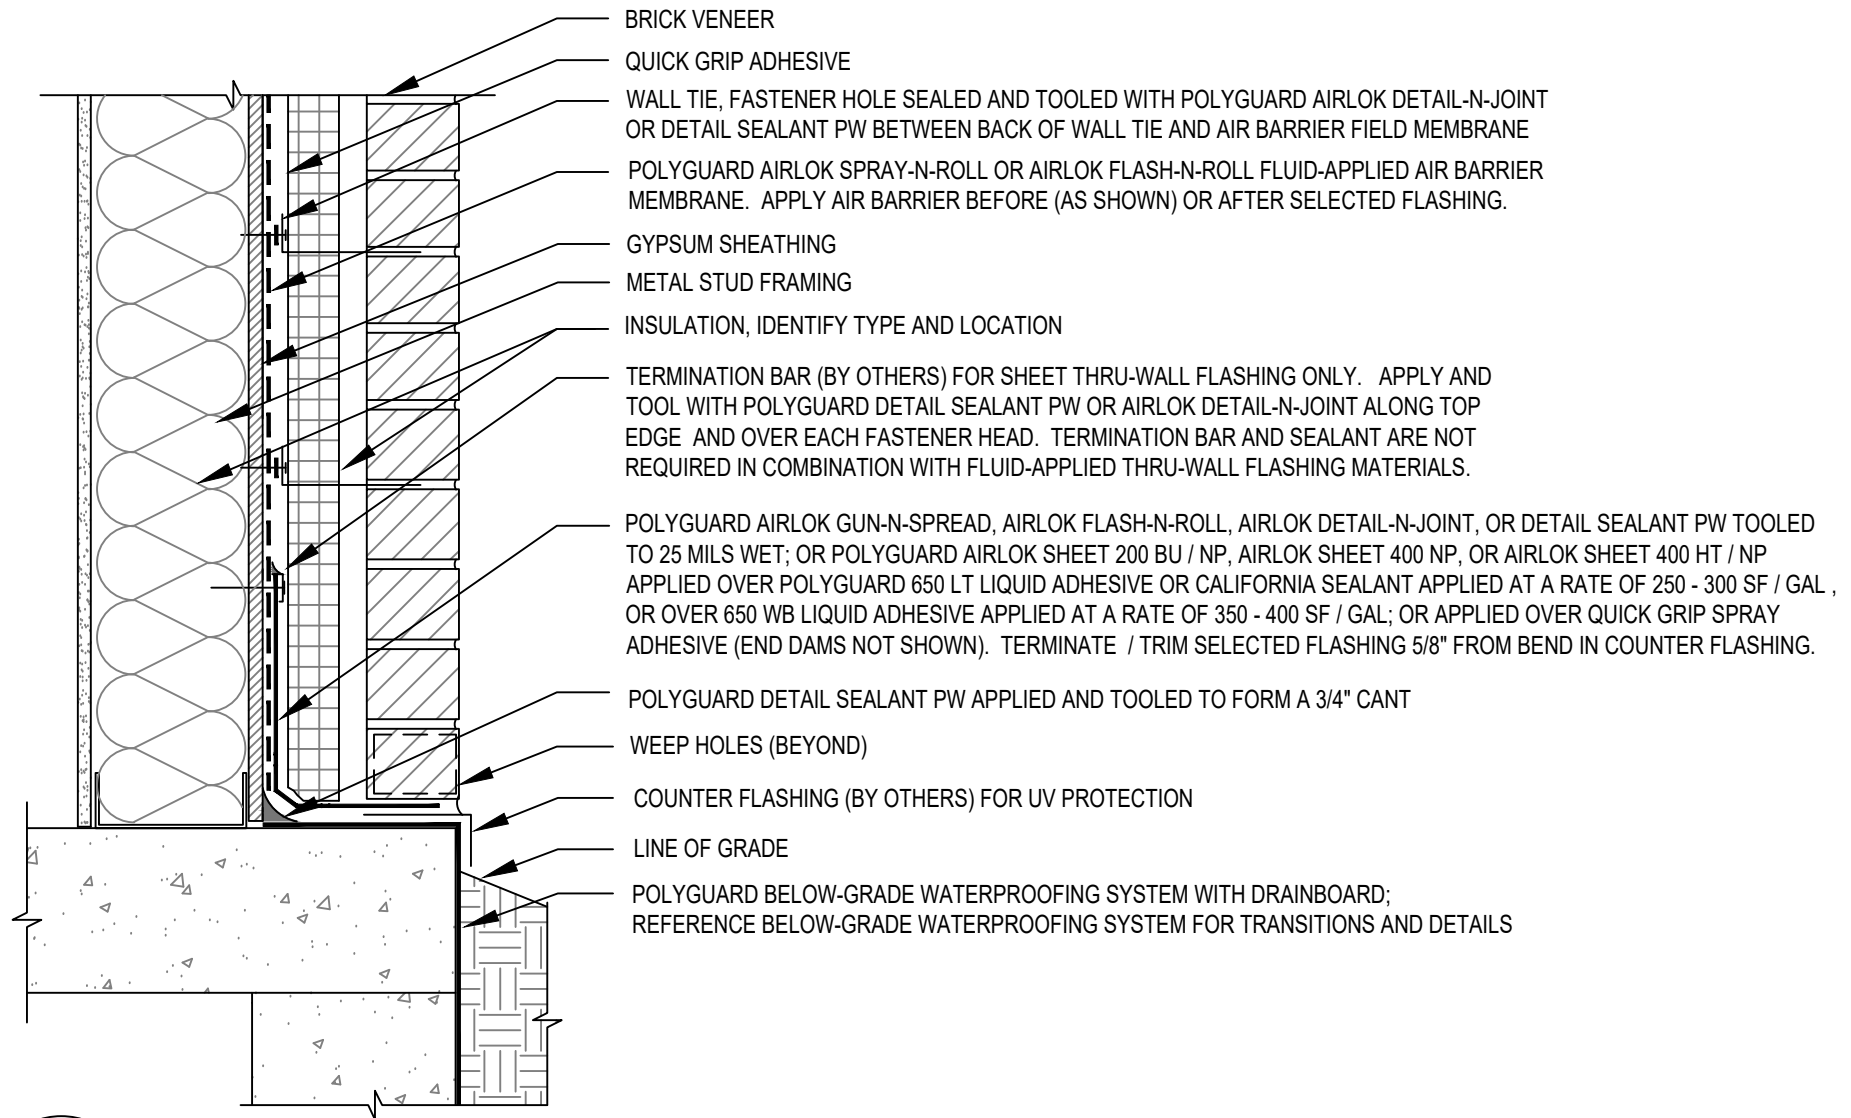 BRICK VENEER
QUICK GRIP ADHESIVE
WALL TIE, FASTENER HOLE SEALED AND TOOLED WITH POLYGUARD AIRLOK DETAIL-N-JOINT
OR DETAIL SEALANT PW BETWEEN BACK OF WALL TIE AND AIR BARRIER FIELD MEMBRANE
POLYGUARD AIRLOK SPRAY-N-ROLL OR AIRLOK FLASH-N-ROLL FLUID-APPLIED AIR BARRIER
MEMBRANE. APPLY AIR BARRIER BEFORE (AS SHOWN) OR AFTER SELECTED FLASHING.
GYPSUM SHEATHING
METAL STUD FRAMING
INSULATION, IDENTIFY TYPE AND LOCATION
TERMINATION BAR (BY OTHERS) FOR SHEET THRU-WALL FLASHING ONLY. APPLY AND
TOOL WITH POLYGUARD DETAIL SEALANT PW OR AIRLOK DETAIL-N-JOINT ALONG TOP
EDGE AND OVER EACH FASTENER HEAD. TERMINATION BAR AND SEALANT ARE NOT
REQUIRED IN COMBINATION WITH FLUID-APPLIED THRU-WALL FLASHING MATERIALS.
POLYGUARD AIRLOK GUN-N-SPREAD, AIRLOK FLASH-N-ROLL, AIRLOK DETAIL-N-JOINT, OR DETAIL SEALANT PW TOOLED
TO 25 MILS WET; OR POLYGUARD AIRLOK SHEET 200 BU / NP, AIRLOK SHEET 400 NP, OR AIRLOK SHEET 400 HT / NP
APPLIED OVER POLYGUARD 650 LT LIQUID ADHESIVE OR CALIFORNIA SEALANT APPLIED AT A RATE OF 250 - 300 SF / GAL ,
OR OVER 650 WB LIQUID ADHESIVE APPLIED AT A RATE OF 350 - 400 SF / GAL; OR APPLIED OVER QUICK GRIP SPRAY
ADHESIVE (END DAMS NOT SHOWN). TERMINATE / TRIM SELECTED FLASHING 5/8" FROM BEND IN COUNTER FLASHING.
POLYGUARD DETAIL SEALANT PW APPLIED AND TOOLED TO FORM A 3/4" CANT
WEEP HOLES (BEYOND)
COUNTER FLASHING (BY OTHERS) FOR UV PROTECTION
LINE OF GRADE
POLYGUARD BELOW-GRADE WATERPROOFING SYSTEM WITH DRAINBOARD;
REFERENCE BELOW-GRADE WATERPROOFING SYSTEM FOR TRANSITIONS AND DETAILS